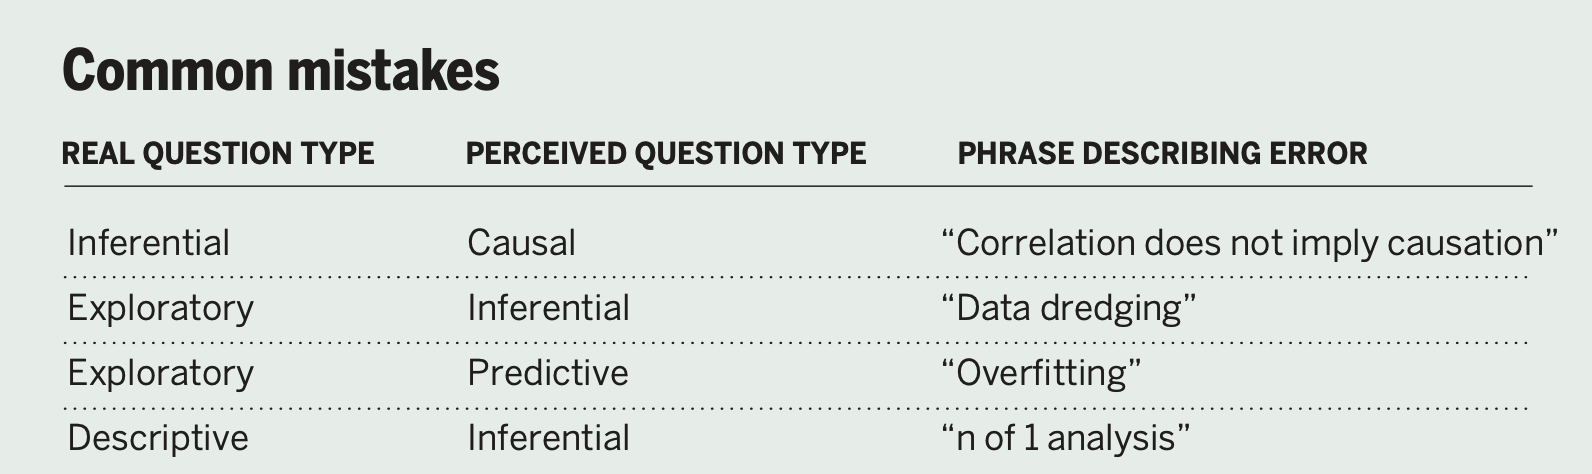 Common mistakes
REAL QUESTION TYPE PERCEIVED QUESTION TYPE PHRASE DESCRIBING ERROR
Inferential Causal “Correlation does not imply causation”
Exploratory Inferential “Data dredging”
Exploratory Predictive “Overfitting”
Descriptive Inferential “n of 1 analysis”